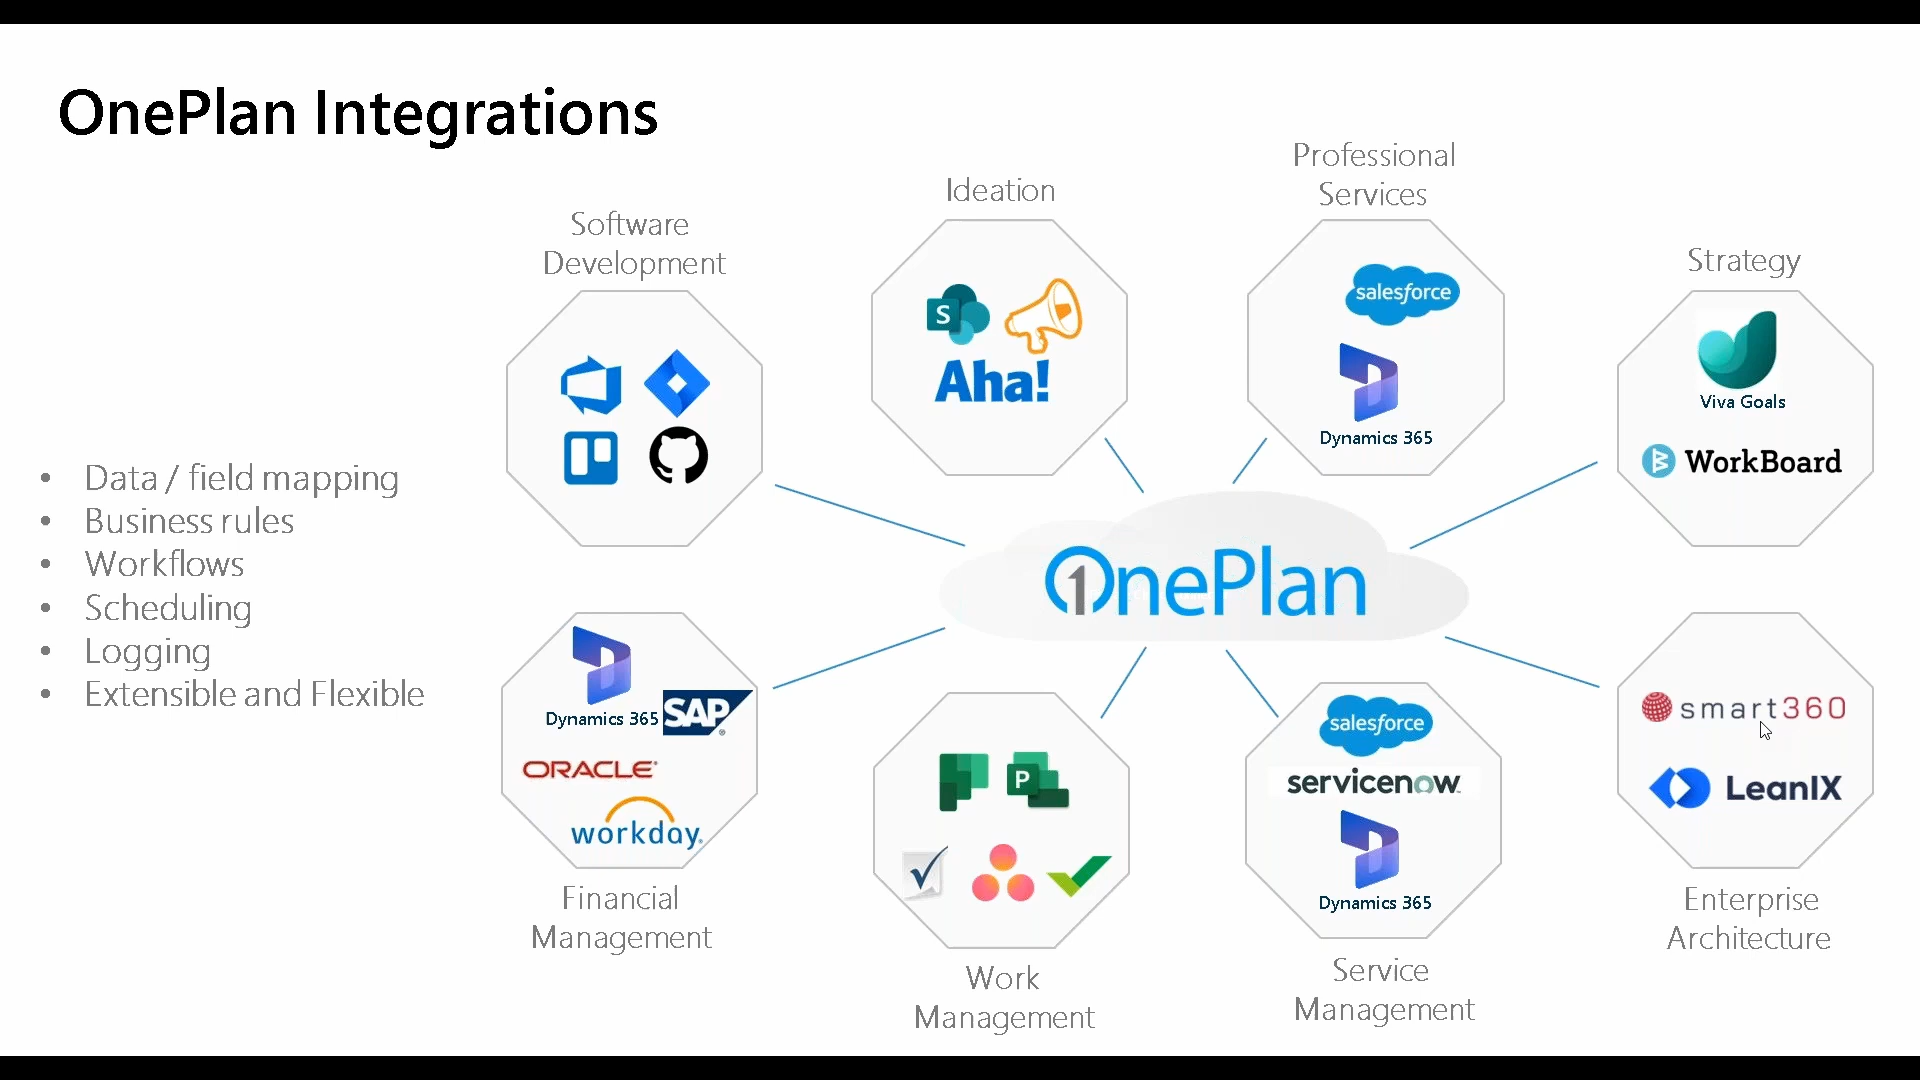 OnePlan Integrations
Professional
Services
Ideation
Software
Development
Strategy
S
Aha!
salesforce
Dynamics 365
Viva Goals
WorkBoard
• Data / field mapping
• Business rules
• Workflows
• Scheduling
• Logging
• Extensible and Flexible
OnePlan
Dynamics 365
SAP
ORACLE
workday.
Financial
Management
P
Work
Management
salesforce
servicenow
Dynamics 365
Service
Management
smart360
LeanIX
Enterprise
Architecture